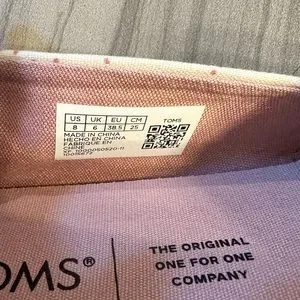 US UK EU CM
8 6 38.5 25
TOMS
MADE IN CHINA
HECHO EN CHINA
FABRIQUE EN
CHINE
OMS®
THE ORIGINAL
ONE FOR ONE
COMPANY